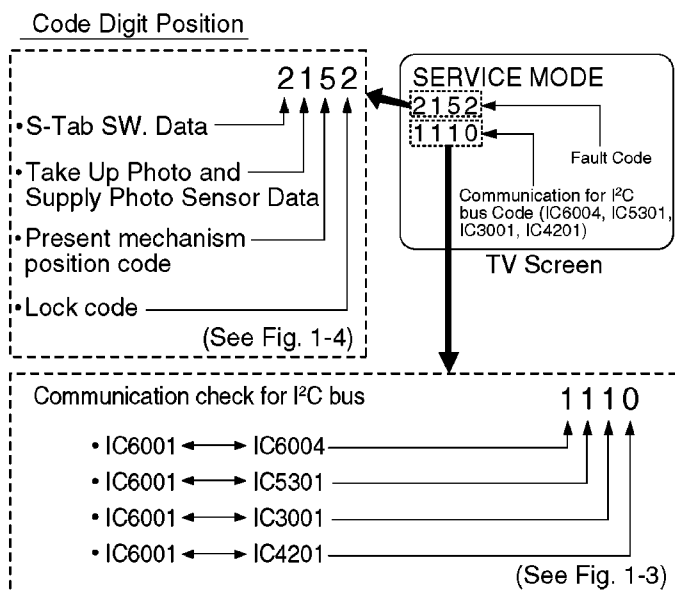 Code Digit Position
2152
•S-Tab SW. Data
•Take Up Photo and
Supply Photo Sensor Data
•Present mechanism
position code
•Lock code
(See Fig. 1-4)
SERVICE MODE
2152
1110
Fault Code
Communication for I²C
bus Code (IC6004, IC5301,
IC3001, IC4201)
TV Screen
Communication check for I²C bus
1110
• IC6001 ↔ IC6004
• IC6001 ↔ IC5301
• IC6001 ↔ IC3001
• IC6001 ↔ IC4201
(See Fig. 1-3)